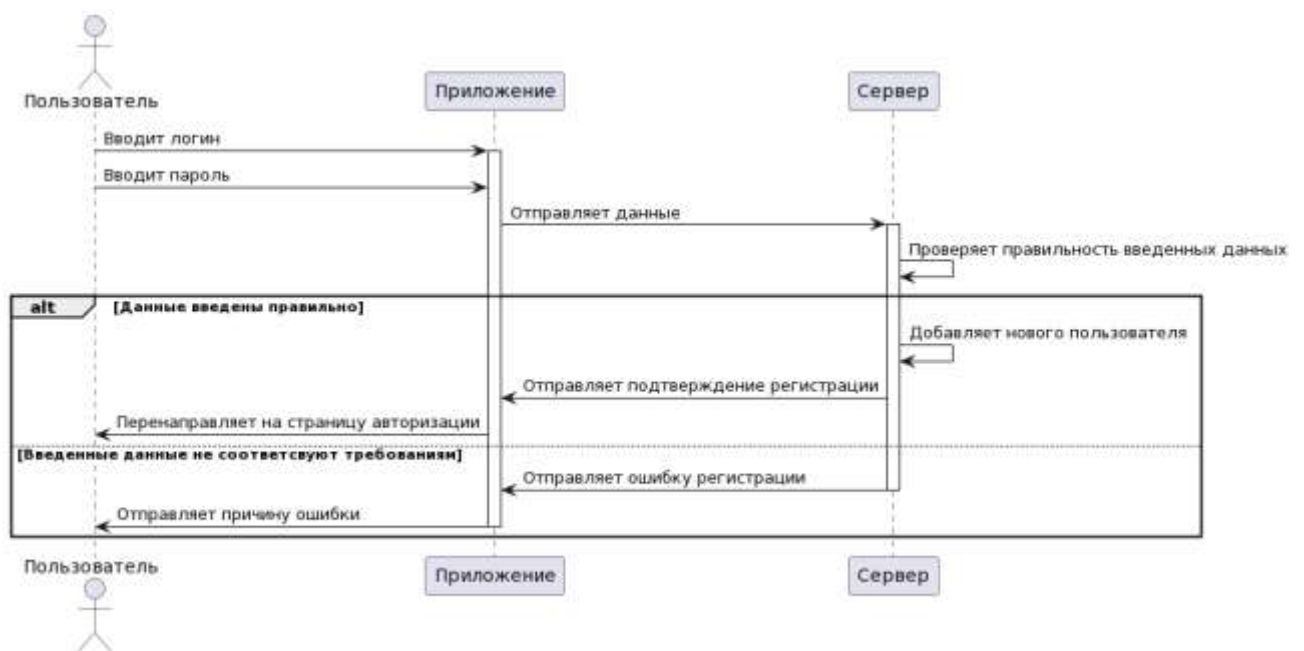 Пользователь
Приложение
Сервер
Вводит логин
Вводит пароль
Отправляет данные
Проверяет правильность введенных данных
alt [Данные введены правильно]
Добавляет нового пользователя
Отправляет подтверждение регистрации
Перенаправляет на страницу авторизации
[Введенные данные не соответсвуют требованиям]
Отправляет ошибку регистрации
Отправляет причину ошибки
Пользователь
Приложение
Сервер